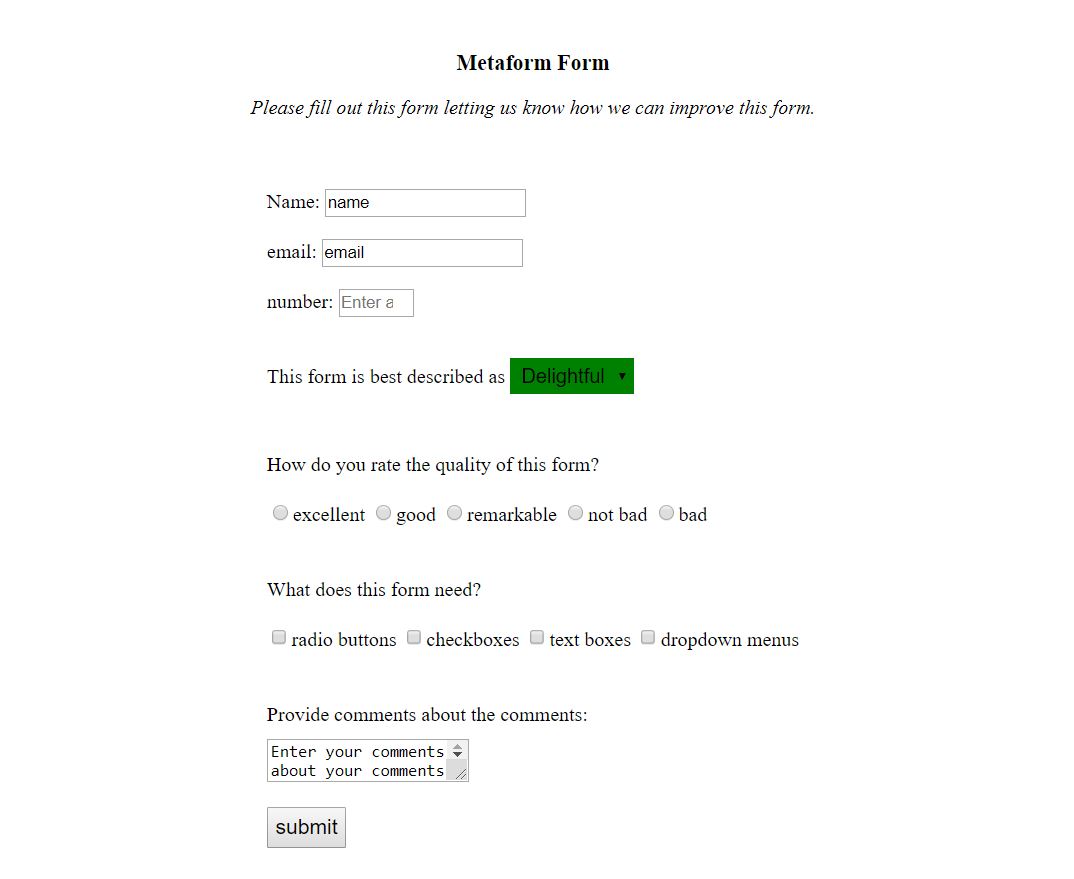 Metaform Form
Please fill out this form letting us know how we can improve this form.
Name: name
email: email
number: Enter a
This form is best described as Delightful
How do you rate the quality of this form?
excellent good remarkable not bad bad
What does this form need?
radio buttons checkboxes text boxes dropdown menus
Provide comments about the comments:
Enter your comments
about your comments
submit